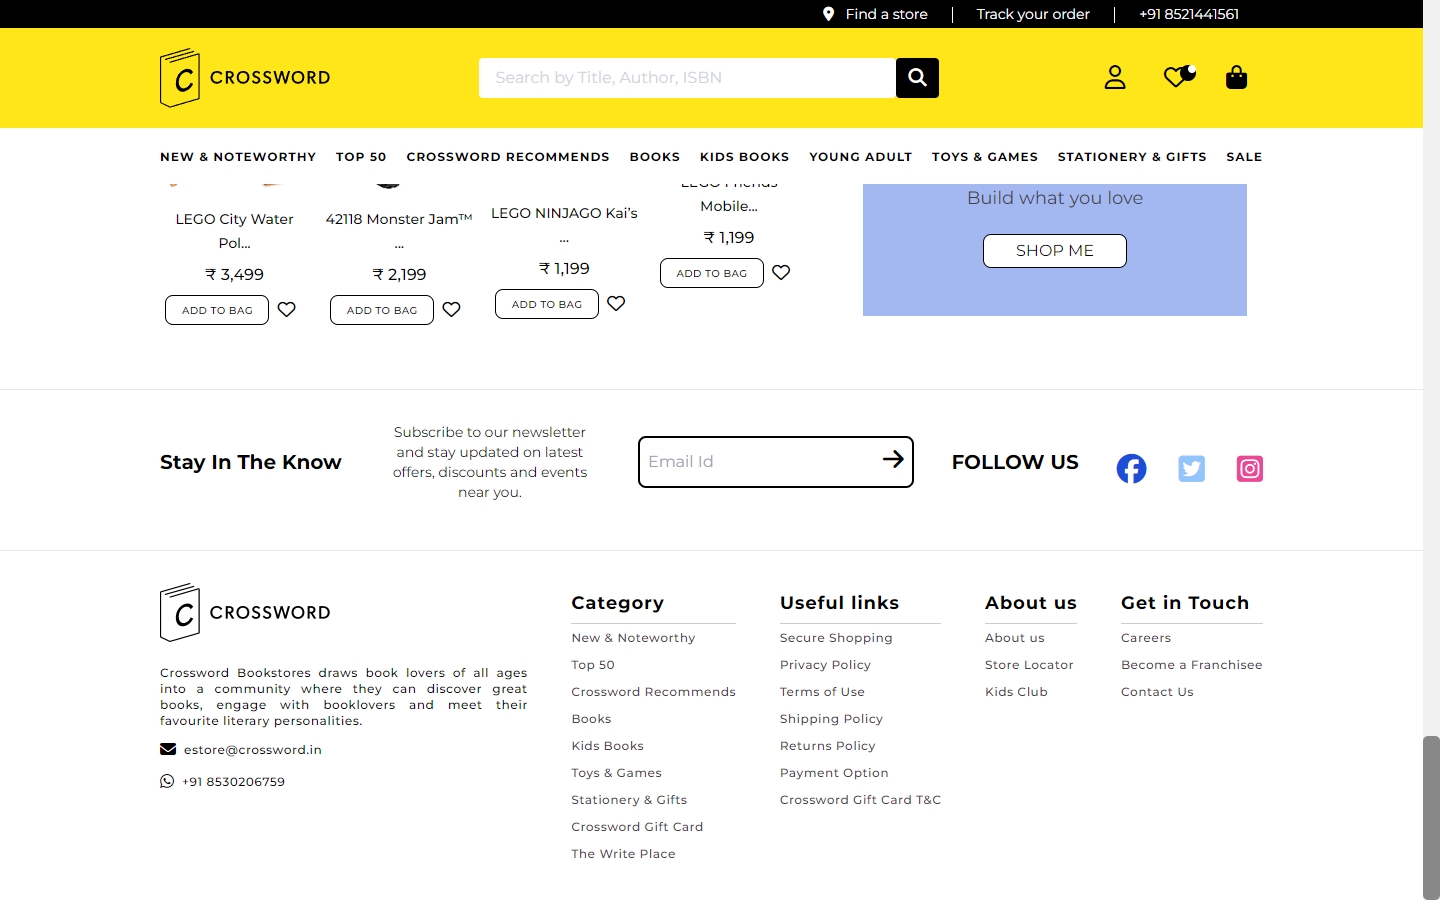 Find a store
Track your order
+91 8521441561
C CROSSWORD
Search by Title, Author, ISBN
NEW & NOTEWORTHY
TOP 50
CROSSWORD RECOMMENDS
BOOKS
KIDS BOOKS
YOUNG ADULT
TOYS & GAMES
STATIONERY & GIFTS
SALE
LEGO City Water
Pol...
₹ 3,499
ADD TO BAG
42118 Monster Jam™
...
₹ 2,199
ADD TO BAG
LEGO NINJAGO Kai's
...
₹ 1,199
ADD TO BAG
LEGO Friends
Mobile...
₹ 1,199
ADD TO BAG
Build what you love
SHOP ME
Stay In The Know
Subscribe to our newsletter
and stay updated on latest
offers, discounts and events
near you.
Email Id
FOLLOW US
C CROSSWORD
Crossword Bookstores draws book lovers of all ages
into a community where they can discover great
books, engage with booklovers and meet their
favourite literary personalities.
estore@crossword.in
+91 8530206759
Category
New & Noteworthy
Top 50
Crossword Recommends
Books
Kids Books
Toys & Games
Stationery & Gifts
Crossword Gift Card
The Write Place
Useful links
Secure Shopping
Privacy Policy
Terms of Use
Shipping Policy
Returns Policy
Payment Option
Crossword Gift Card T&C
About us
About us
Store Locator
Kids Club
Get in Touch
Careers
Become a Franchisee
Contact Us